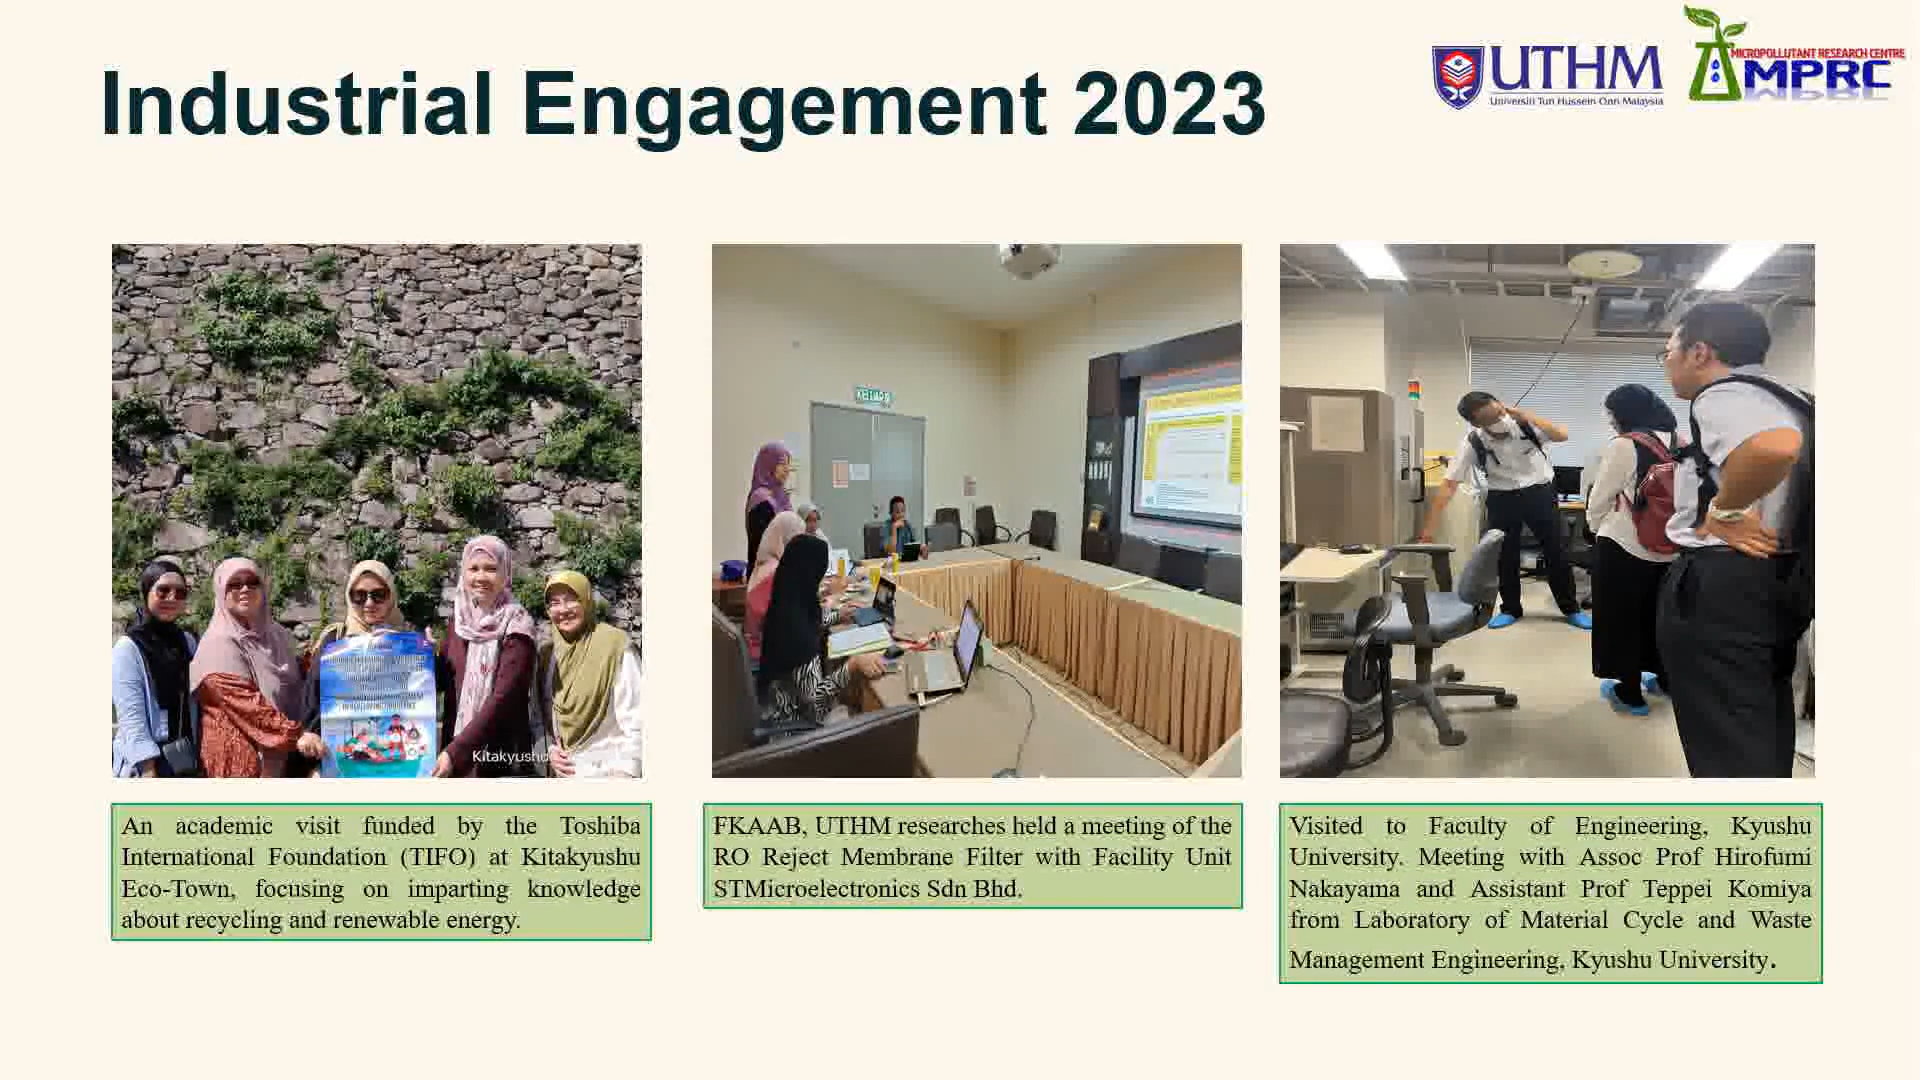 Industrial Engagement 2023
UTHM
Universiti Tun Hussein Onn Malaysia
MICROPOLLUTANT RESEARCH CENTRE
MPRC
KELUAR
Kitakyushu
An academic visit funded by the Toshiba
International Foundation (TIFO) at Kitakyushu
Eco-Town, focusing on imparting knowledge
about recycling and renewable energy.
FKAAB, UTHM researches held a meeting of the
RO Reject Membrane Filter with Facility Unit
STMicroelectronics Sdn Bhd.
Visited to Faculty of Engineering, Kyushu
University. Meeting with Assoc Prof Hirofumi
Nakayama and Assistant Prof Teppei Komiya
from Laboratory of Material Cycle and Waste
Management Engineering, Kyushu University.